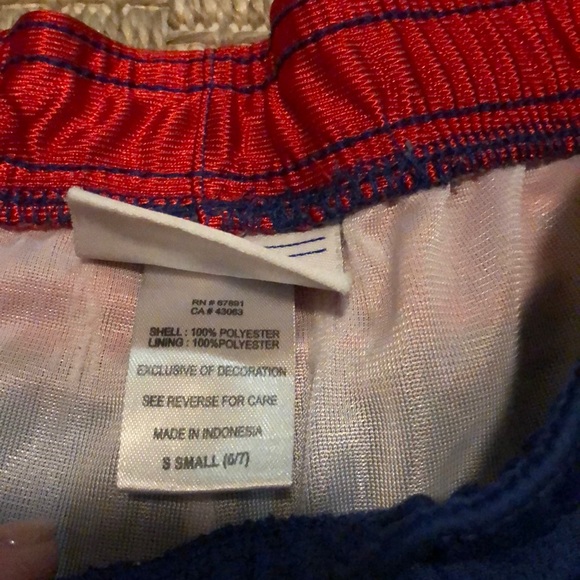 RN # 67891
CA # 43063
SHELL : 100% POLYESTER
LINING : 100%POLYESTER
EXCLUSIVE OF DECORATION
SEE REVERSE FOR CARE
MADE IN INDONESIA
S SMALL (6/7)